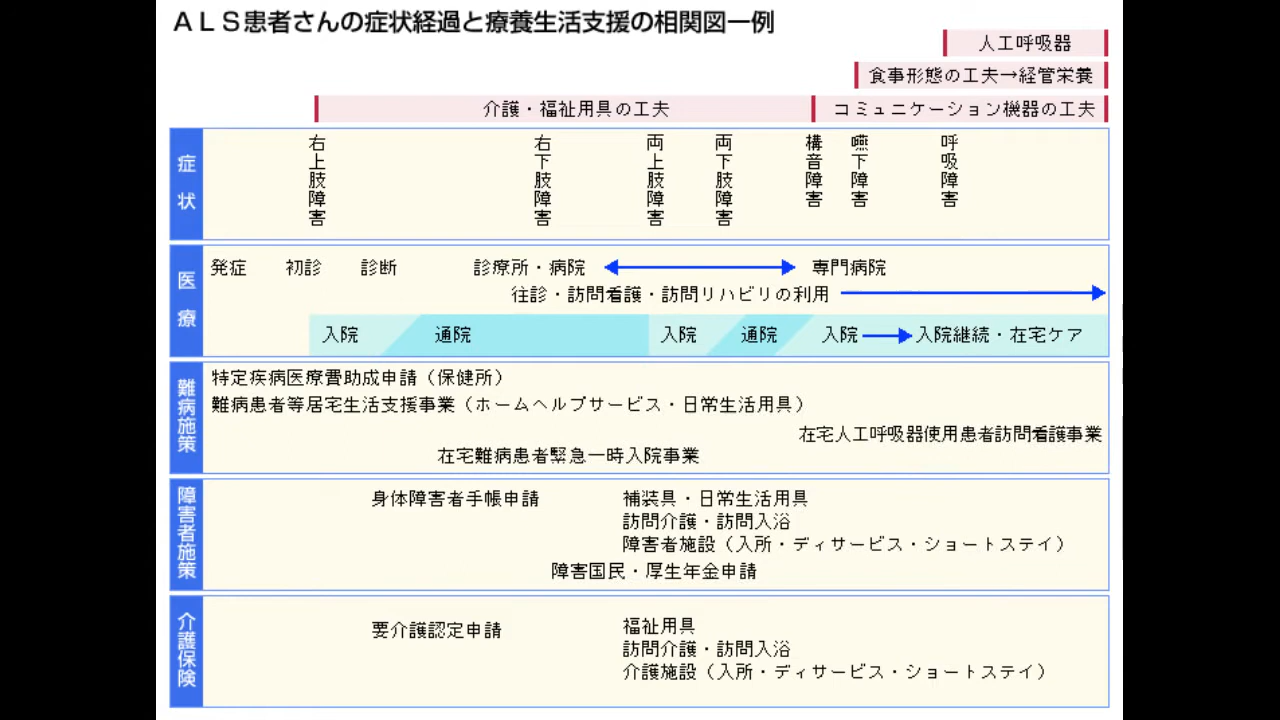 ＡＬＳ患者さんの症状経過と療養生活支援の相関図一例
人工呼吸器
食事形態の工夫→経管栄養
介護・福祉用具の工夫
コミュニケーション機器の工夫
症状
右上肢障害
右下肢障害
両上肢障害
両下肢障害
構音障害
嚥下障害
呼吸障害
医療
発症
初診
診断
診療所・病院
専門病院
往診・訪問看護・訪問リハビリの利用
入院
通院
入院
通院
入院
入院継続・在宅ケア
難病施策
特定疾病医療費助成申請（保健所）
難病患者等居宅生活支援事業（ホームヘルプサービス・日常生活用具）
在宅人工呼吸器使用患者訪問看護事業
在宅難病患者緊急一時入院事業
障害者施策
身体障害者手帳申請
補装具・日常生活用具
訪問介護・訪問入浴
障害者施設（入所・ディサービス・ショートステイ）
障害国民・厚生年金申請
介護保険
要介護認定申請
福祉用具
訪問介護・訪問入浴
介護施設（入所・ディサービス・ショートステイ）